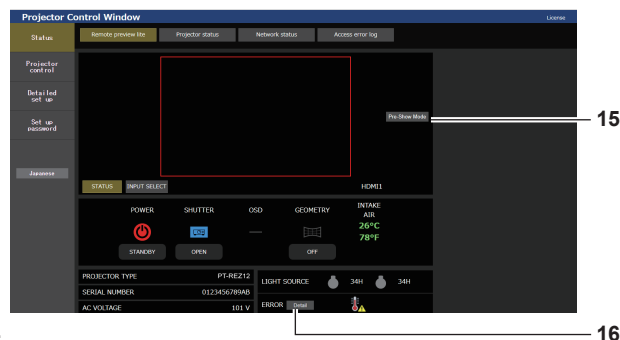 Projector Control Window
License
Status
Remote preview lite
Projector status
Network status
Access error log
Projector
control
Detailed
set up
Set up
password
Japanese
Pre-Show Mode
15
STATUS
INPUT SELECT
HDMI1
POWER
SHUTTER
OSD
GEOMETRY
INTAKE
AIR
26°C
78°F
STANDBY
OPEN
OFF
PROJECTOR TYPE PT-REZ12
SERIAL NUMBER 0123456789AB
AC VOLTAGE 101 V
LIGHT SOURCE 34H 34H
ERROR Detail
16